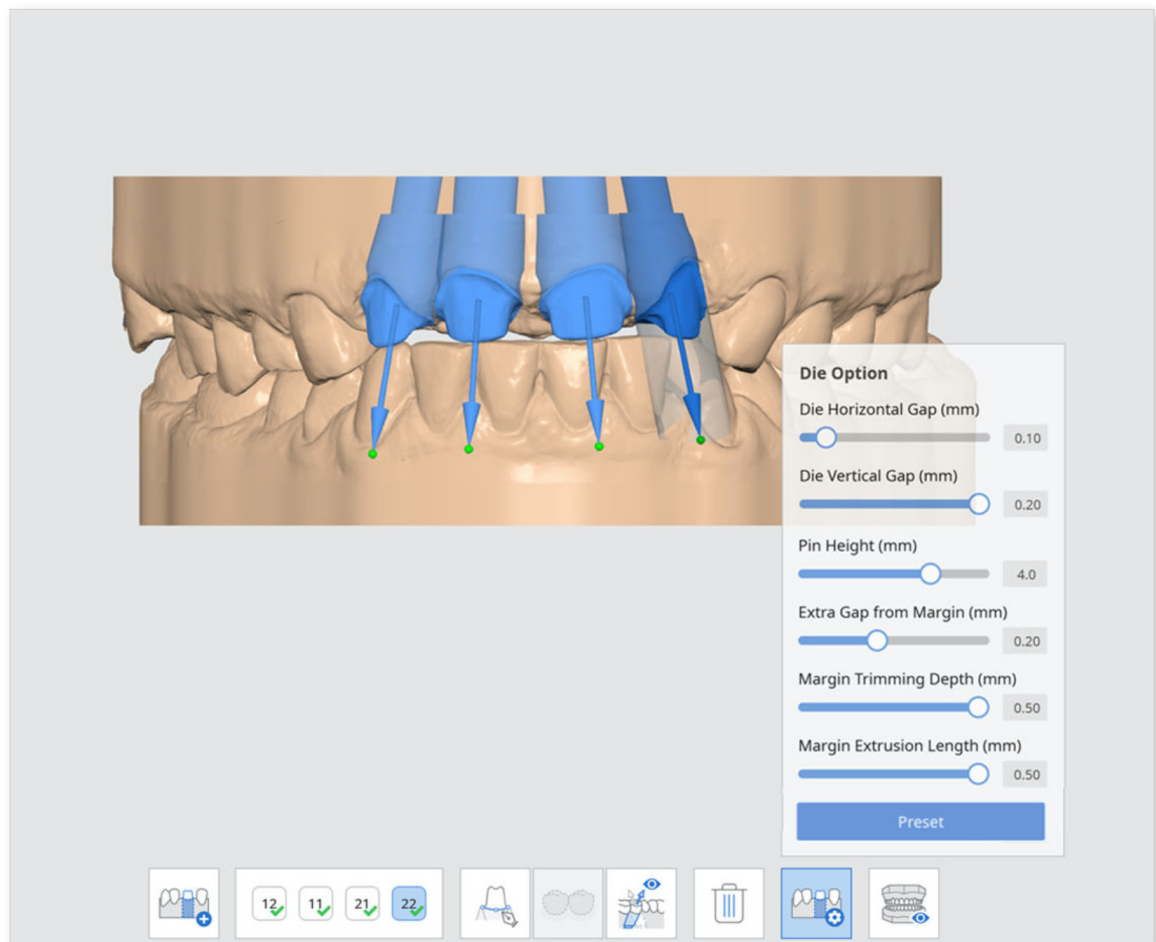 Die Option
Die Horizontal Gap (mm)
0.10
Die Vertical Gap (mm)
0.20
Pin Height (mm)
4.0
Extra Gap from Margin (mm)
0.20
Margin Trimming Depth (mm)
0.50
Margin Extrusion Length (mm)
0.50
Preset
12 11 21 22